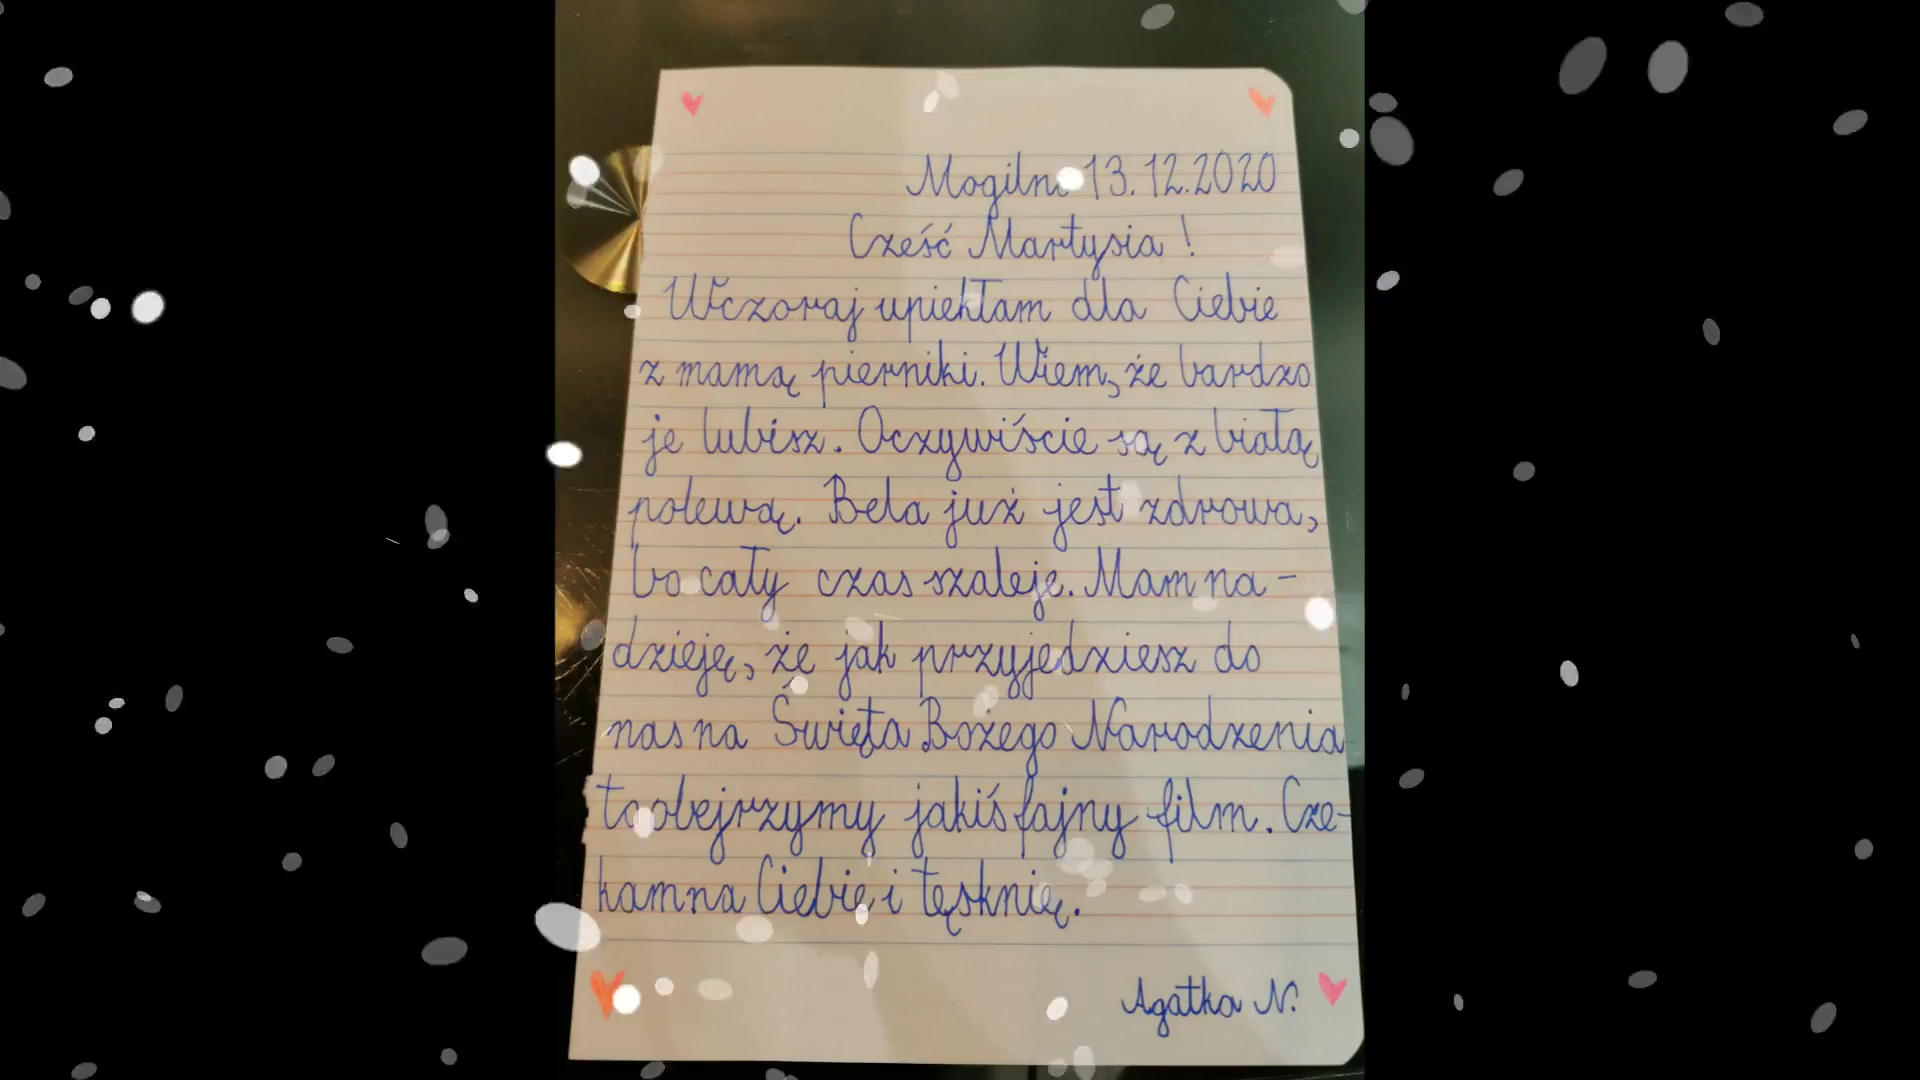 Mogilno 13.12.2020
Cześć Martysia!
Wczoraj upiekłam dla Ciebie
z mamą pierniki. Wiem, że bardzo
je lubisz. Oczywiście są z białą
polewą. Bela już jest zdrowa,
bo cały czas szaleje. Mam na-
dzieję, że jak przyjedziesz do
nas na Święta Bożego Narodzenia
to obejrzymy jakiś fajny film. Cze-
kam na Ciebie i tęsknię.
Agatka N.